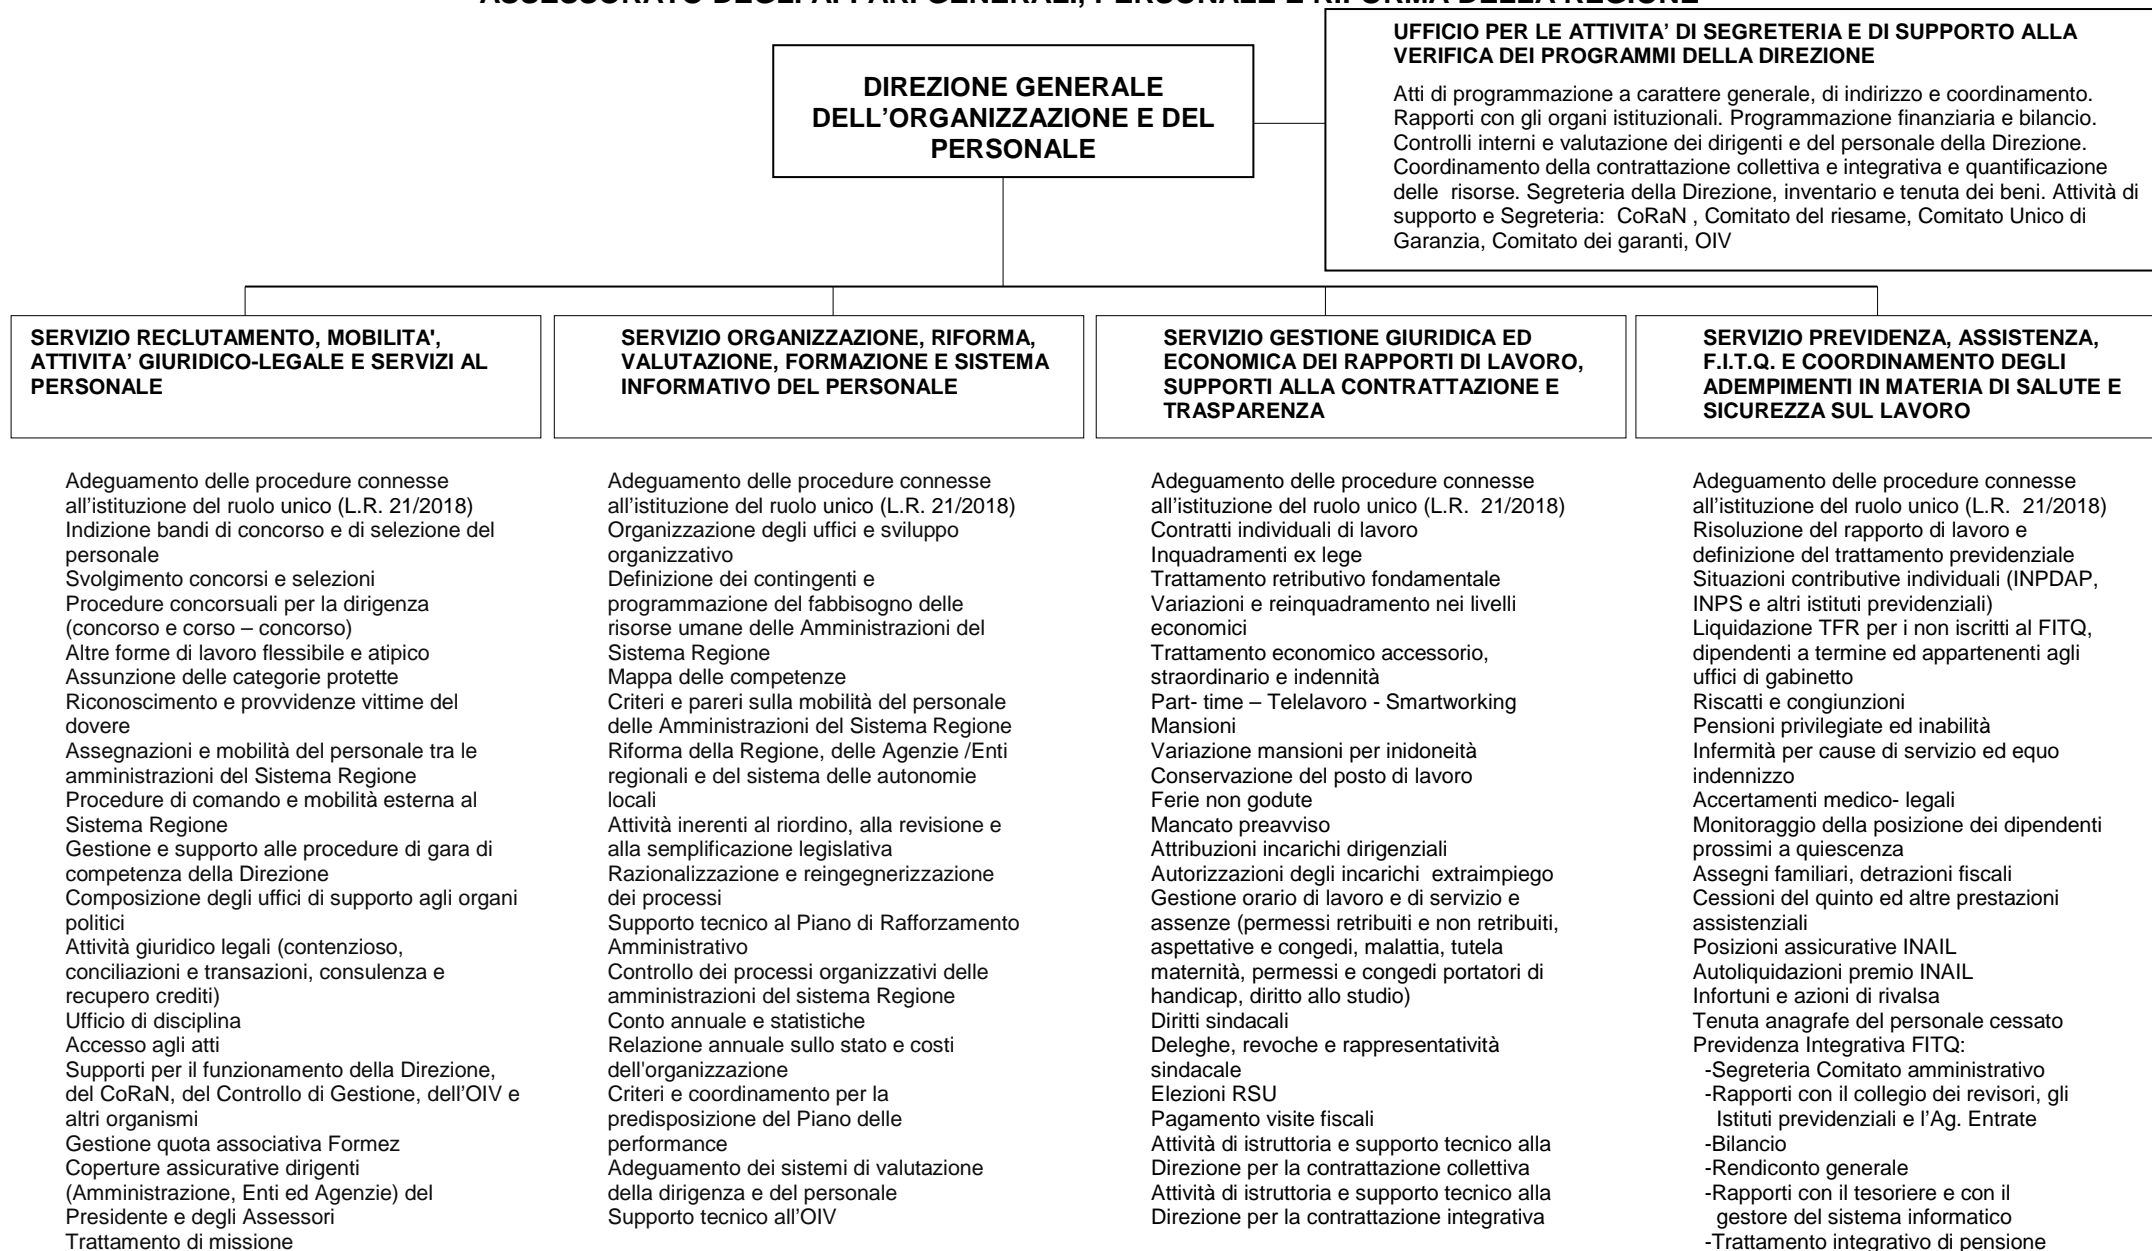 ASSESSORATO DEGLI AFFARI GENERALI, PERSONALE E RIFORMA DELLA REGIONE
DIREZIONE GENERALE
DELL’ORGANIZZAZIONE E DEL
PERSONALE
UFFICIO PER LE ATTIVITA’ DI SEGRETERIA E DI SUPPORTO ALLA
VERIFICA DEI PROGRAMMI DELLA DIREZIONE
Atti di programmazione a carattere generale, di indirizzo e coordinamento.
Rapporti con gli organi istituzionali. Programmazione finanziaria e bilancio.
Controlli interni e valutazione dei dirigenti e del personale della Direzione.
Coordinamento della contrattazione collettiva e integrativa e quantificazione
delle  risorse. Segreteria della Direzione, inventario e tenuta dei beni. Attività di
supporto e Segreteria:  CoRaN , Comitato del riesame, Comitato Unico di
Garanzia, Comitato dei garanti, OIV
SERVIZIO RECLUTAMENTO, MOBILITA',
ATTIVITA’ GIURIDICO-LEGALE E SERVIZI AL
PERSONALE
Adeguamento delle procedure connesse
all’istituzione del ruolo unico (L.R. 21/2018)
Indizione bandi di concorso e di selezione del
personale
Svolgimento concorsi e selezioni
Procedure concorsuali per la dirigenza
(concorso e corso – concorso)
Altre forme di lavoro flessibile e atipico
Assunzione delle categorie protette
Riconoscimento e provvidenze vittime del
dovere
Assegnazioni e mobilità del personale tra le
amministrazioni del Sistema Regione
Procedure di comando e mobilità esterna al
Sistema Regione
Gestione e supporto alle procedure di gara di
competenza della Direzione
Composizione degli uffici di supporto agli organi
politici
Attività giuridico legali (contenzioso,
conciliazioni e transazioni, consulenza e
recupero crediti)
Ufficio di disciplina
Accesso agli atti
Supporti per il funzionamento della Direzione,
del CoRaN, del Controllo di Gestione, dell’OIV e
altri organismi
Gestione quota associativa Formez
Coperture assicurative dirigenti
(Amministrazione, Enti ed Agenzie) del
Presidente e degli Assessori
Trattamento di missione
SERVIZIO ORGANIZZAZIONE, RIFORMA,
VALUTAZIONE, FORMAZIONE E SISTEMA
INFORMATIVO DEL PERSONALE
Adeguamento delle procedure connesse
all’istituzione del ruolo unico (L.R. 21/2018)
Organizzazione degli uffici e sviluppo
organizzativo
Definizione dei contingenti e
programmazione del fabbisogno delle
risorse umane delle Amministrazioni del
Sistema Regione
Mappa delle competenze
Criteri e pareri sulla mobilità del personale
delle Amministrazioni del Sistema Regione
Riforma della Regione, delle Agenzie /Enti
regionali e del sistema delle autonomie
locali
Attività inerenti al riordino, alla revisione e
alla semplificazione legislativa
Razionalizzazione e reingegnerizzazione
dei processi
Supporto tecnico al Piano di Rafforzamento
Amministrativo
Controllo dei processi organizzativi delle
amministrazioni del sistema Regione
Conto annuale e statistiche
Relazione annuale sullo stato e costi
dell'organizzazione
Criteri e coordinamento per la
predisposizione del Piano delle
performance
Adeguamento dei sistemi di valutazione
della dirigenza e del personale
Supporto tecnico all’OIV
SERVIZIO GESTIONE GIURIDICA ED
ECONOMICA DEI RAPPORTI DI LAVORO,
SUPPORTI ALLA CONTRATTAZIONE E
TRASPARENZA
Adeguamento delle procedure connesse
all’istituzione del ruolo unico (L.R.  21/2018)
Contratti individuali di lavoro
Inquadramenti ex lege
Trattamento retributivo fondamentale
Variazioni e reinquadramento nei livelli
economici
Trattamento economico accessorio,
straordinario e indennità
Part- time – Telelavoro - Smartworking
Mansioni
Variazione mansioni per inidoneità
Conservazione del posto di lavoro
Ferie non godute
Mancato preavviso
Attribuzioni incarichi dirigenziali
Autorizzazioni degli incarichi  extraimpiego
Gestione orario di lavoro e di servizio e
assenze (permessi retribuiti e non retribuiti,
aspettative e congedi, malattia, tutela
maternità, permessi e congedi portatori di
handicap, diritto allo studio)
Diritti sindacali
Deleghe, revoche e rappresentatività
sindacale
Elezioni RSU
Pagamento visite fiscali
Attività di istruttoria e supporto tecnico alla
Direzione per la contrattazione collettiva
Attività di istruttoria e supporto tecnico alla
Direzione per la contrattazione integrativa
SERVIZIO PREVIDENZA, ASSISTENZA,
F.I.T.Q. E COORDINAMENTO DEGLI
ADEMPIMENTI IN MATERIA DI SALUTE E
SICUREZZA SUL LAVORO
Adeguamento delle procedure connesse
all’istituzione del ruolo unico (L.R.  21/2018)
Risoluzione del rapporto di lavoro e
definizione del trattamento previdenziale
Situazioni contributive individuali (INPDAP,
INPS e altri istituti previdenziali)
Liquidazione TFR per i non iscritti al FITQ,
dipendenti a termine ed appartenenti agli
uffici di gabinetto
Riscatti e congiunzioni
Pensioni privilegiate ed inabilità
Infermità per cause di servizio ed equo
indennizzo
Accertamenti medico- legali
Monitoraggio della posizione dei dipendenti
prossimi a quiescenza
Assegni familiari, detrazioni fiscali
Cessioni del quinto ed altre prestazioni
assistenziali
Posizioni assicurative INAIL
Autoliquidazioni premio INAIL
Infortuni e azioni di rivalsa
Tenuta anagrafe del personale cessato
Previdenza Integrativa FITQ:
-Segreteria Comitato amministrativo
-Rapporti con il collegio dei revisori, gli
Istituti previdenziali e l’Ag. Entrate
-Bilancio
-Rendiconto generale
-Rapporti con il tesoriere e con il
gestore del sistema informatico
-Trattamento integrativo di pensione